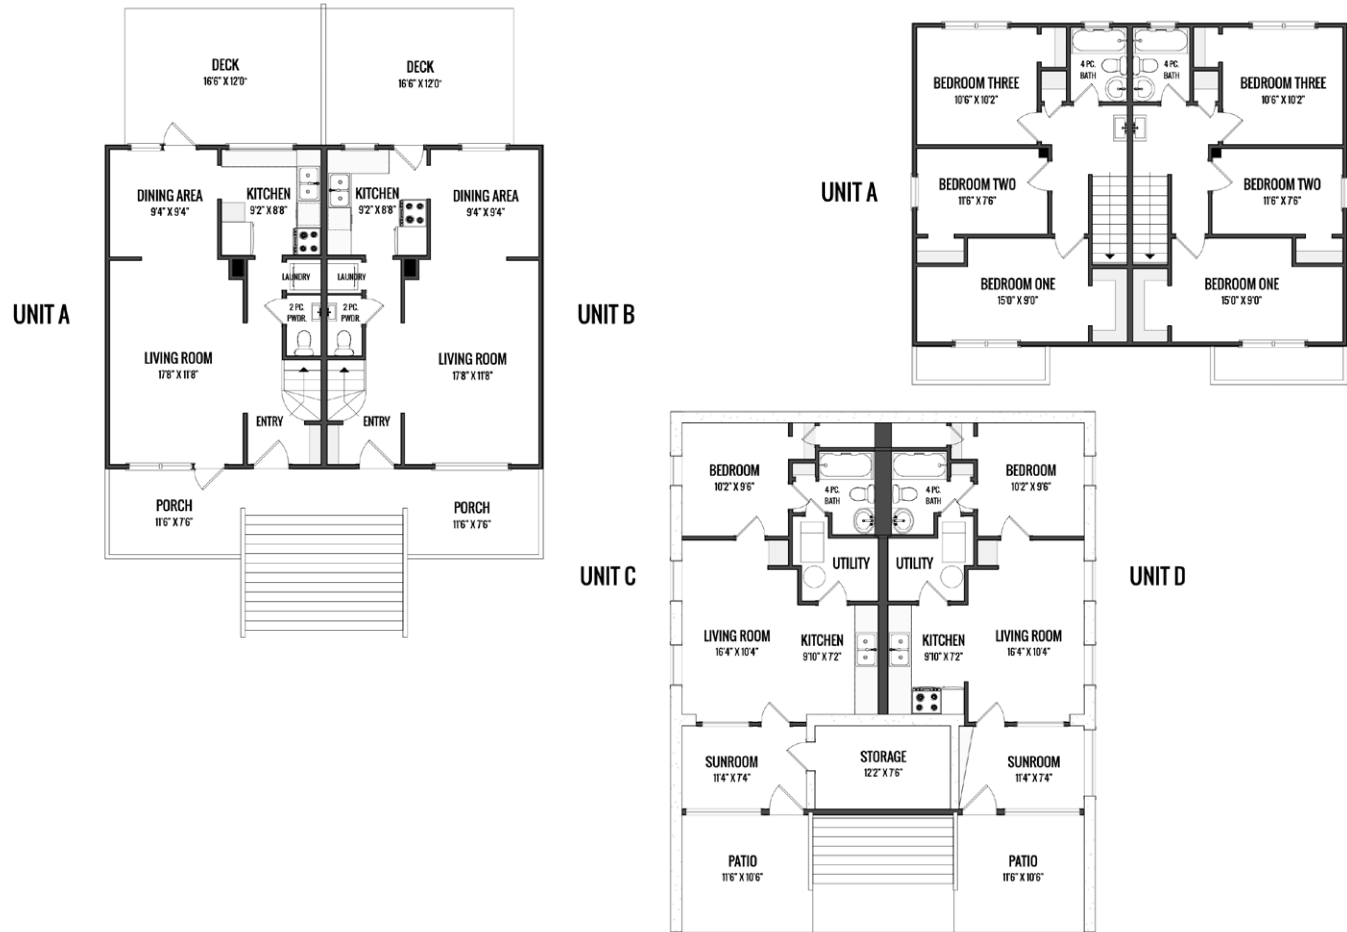 DECK
16'6" X 12'0"
DECK
16'6" X 12'0"
DINING AREA
9'4" X 9'4"
KITCHEN
9'2" X 8'8"
KITCHEN
9'2" X 8'8"
DINING AREA
9'4" X 9'4"
LAUNDRY
LAUNDRY
UNIT A
2 PC.
PWDR.
2 PC.
PWDR.
UNIT B
LIVING ROOM
17'8" X 11'8"
LIVING ROOM
17'8" X 11'8"
ENTRY
ENTRY
PORCH
11'6" X 7'6"
PORCH
11'6" X 7'6"
BEDROOM THREE
10'6" X 10'2"
4 PC.
BATH
4 PC.
BATH
BEDROOM THREE
10'6" X 10'2"
UNIT A
BEDROOM TWO
11'6" X 7'6"
BEDROOM TWO
11'6" X 7'6"
BEDROOM ONE
15'0" X 9'0"
BEDROOM ONE
15'0" X 9'0"
BEDROOM
10'2" X 9'6"
4 PC.
BATH
4 PC.
BATH
BEDROOM
10'2" X 9'6"
UNIT C
UTILITY
UTILITY
UNIT D
LIVING ROOM
16'4" X 10'4"
KITCHEN
9'10" X 7'2"
KITCHEN
9'10" X 7'2"
LIVING ROOM
16'4" X 10'4"
SUNROOM
11'4" X 7'4"
STORAGE
12'2" X 7'6"
SUNROOM
11'4" X 7'4"
PATIO
11'6" X 10'6"
PATIO
11'6" X 10'6"